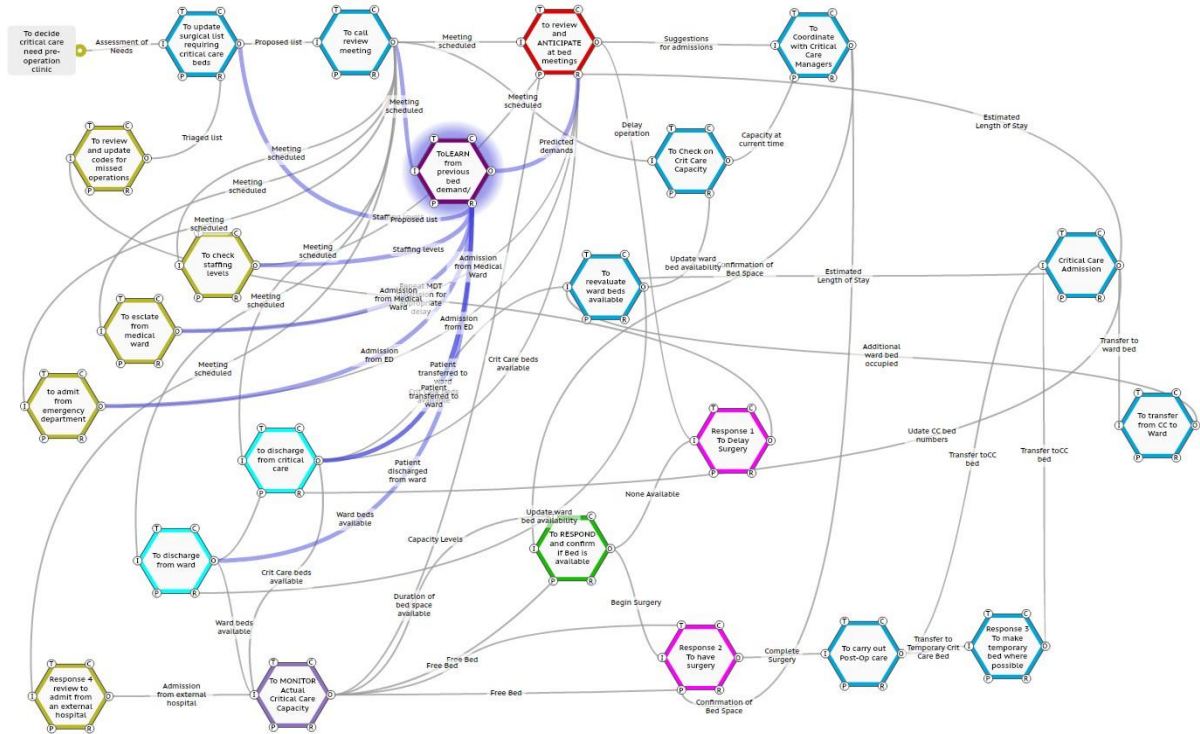 To decide
critical care
need pre-
operation
clinic
Assessment of
Needs
To update
surgical list
requiring
critical care
beds
Proposed list
To call
review
meeting
Meeting
scheduled
to review
and
ANTICIPATE
at bed
meetings
Suggestions
for admissions
To
Coordinate
with Critical
Care
Managers
To review
and update
codes for
missed
operations
Triaged list
Meeting
scheduled
Meeting
scheduled
Meeting
scheduled
Delay
operation
Capacity at
current time
Estimated
Length of Stay
ToLEARN
from
previous
bed
demand/
Predicted
demands
To Check on
Crit Care
Capacity
Meeting
scheduled
Meeting
scheduled
Proposed list
Staffing levels
To check
staffing
levels
Meeting
scheduled
Admission
from Medical
Ward
To
reevaluate
ward beds
available
Update ward
bed availability
Confirmation of
Bed Space
Estimated
Length of Stay
Critical Care
Admission
To esclate
from
medical
ward
Meeting
scheduled
Admission
from Medical
Ward
delay
Admission
from ED
Admission
from ED
Meeting
scheduled
to admit
from
emergency
department
Patient
transferred to
ward
Patient
transferred to
ward
Crit Care beds
available
Additional
ward bed
occupied
Transfer to
ward bed
To transfer
from CC to
Ward
Response 1
To Delay
Surgery
Udate CC bed
numbers
Transfer toCC
bed
Transfer toCC
bed
to discharge
from critical
care
Patient
discharged
from ward
None Available
Ward beds
available
Update ward
bed availability
Capacity Levels
To RESPOND
and confirm
if Bed is
available
To discharge
from ward
Crit Care beds
available
Duration of
bed space
available
Begin Surgery
Ward beds
available
Response 4
review to
admit from
an external
hospital
Admission
from external
hospital
To MONITOR
Actual
Critical Care
Capacity
Free Bed
Free Bed
Free Bed
Response 2
To have
surgery
Confirmation of
Bed Space
Complete
Surgery
To carry out
Post-Op care
Transfer to
Temporary Crit
Care Bed
Response 3
To make
temporary
bed where
possible